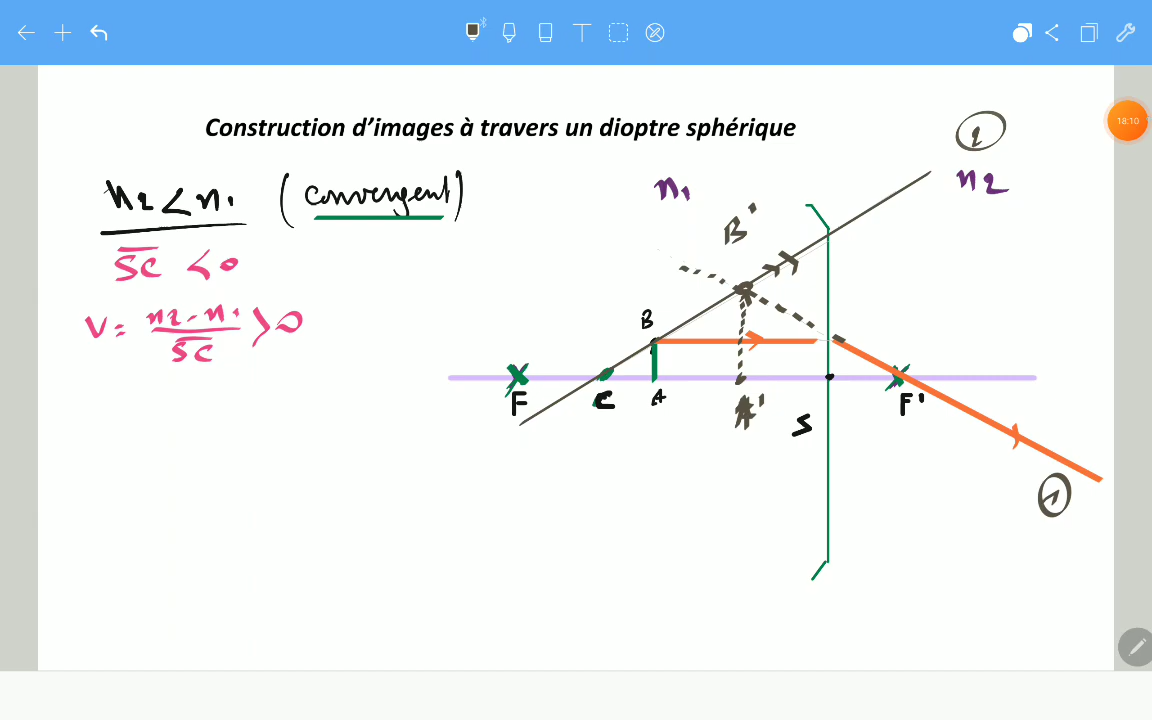 18:10
Construction d’images à travers un dioptre sphérique
n2 < n1 (convergent)
SC < 0
V = n2 - n1 / SC > 0
n1
2
n2
B'
B
F
C
A
A'
S
F'
1